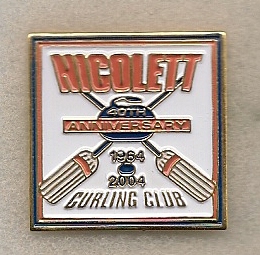 NICOLETT
40TH
ANNIVERSARY
1964
2004
CURLING CLUB